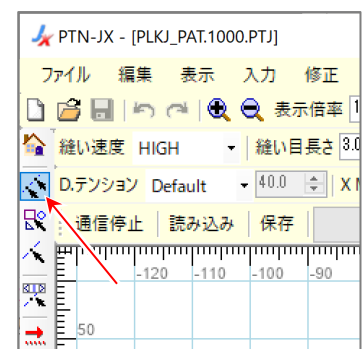 PTN-JX - [PLKJ_PAT.1000.PTJ]
ファイル 編集 表示 入力 修正
表示倍率 1
縫い速度 HIGH 縫い目長さ 3.0
D.テンション Default 40.0 X
通信停止 読み込み 保存
-120 -110 -100 -90
50